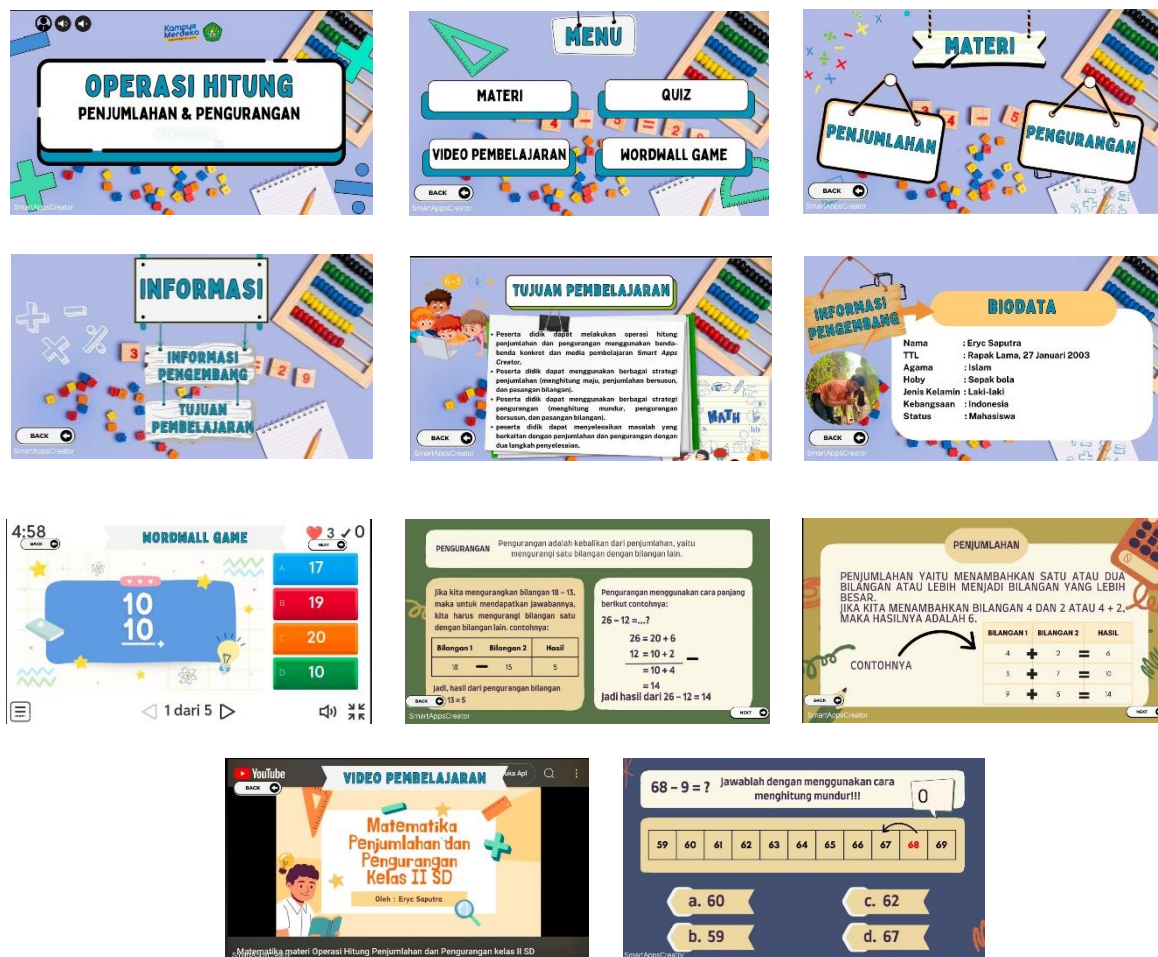 Kampus
Merdeka
OPERASI HITUNG
PENJUMLAHAN & PENGURANGAN
SmartAppsCreator
MENU
MATERI
QUIZ
VIDEO PEMBELAJARAN
WORDWALL GAME
BACK
SmartAppsCreator
MATERI
PENJUMLAHAN
PENGURANGAN
BACK
SmartAppsCreator
INFORMASI
INFORMASI
PENGEMBANG
TUJUAN
PEMBELAJARAN
BACK
SmartAppsCreator
TUJUAN PEMBELAJARAN
• Peserta didik dapat melakukan operasi hitung
penjumlahan dan pengurangan menggunakan benda-
bonda konkret dan media pembelajaran Smart Apps
Creator.
• Peserta didik dapat menggunakan berbagai strategi
penjumlahan (menghitung maju, penjumlahan bersusun,
dan pasangan bilangan).
• Peserta didik dapat menggunakan berbagai strategi
pengurangan (menghitung mundur, pengurangan
bersusun, dan pasangan bilangan).
• peserta didik dapat menyelesaikan masalah yang
berkaitan dengan penjumlahan dan pengurangan dengan
dua langkah penyelesaian.
MATH
BACK
SmartAppsCreator
INFORMASI
PENGEMBANG
BIODATA
Nama : Eryc Saputra
TTL : Rapak Lama, 27 Januari 2003
Agama : Islam
Hoby : Sepak bola
Jenis Kelamin : Laki-laki
Kebangsaan : Indonesia
Status : Mahasiswa
BACK
SmartAppsCreator
4:58
BACK
WORDWALL GAME
3 ✓ 0
NEXT
10
10
+
A 17
B 19
C 20
D 10
1 dari 5
PENGURANGAN
Pengurangan adalah kebalikan dari penjumlahan, yaitu
mengurangi satu bilangan dengan bilangan lain.
Jika kita mengurangkan bilangan 18 – 13,
maka untuk mendapatkan jawabannya,
kita harus mengurangi bilangan satu
dengan bilangan lain. contohnya:
Bilangan 1 Bilangan 2 Hasil
18 – 13 5
Jadi, hasil dari pengurangan bilangan
13 = 5
Pengurangan menggunakan cara panjang
berikut contohnya:
26 – 12 =...?
26 = 20 + 6
12 = 10 + 2
–
= 10 + 4
= 14
Jadi hasil dari 26 – 12 = 14
BACK
NEXT
SmartAppsCreator
PENJUMLAHAN
PENJUMLAHAN YAITU MENAMBAHKAN SATU ATAU DUA
BILANGAN ATAU LEBIH MENJADI BILANGAN YANG LEBIH
BESAR.
JIKA KITA MENAMBAHKAN BILANGAN 4 DAN 2 ATAU 4 + 2,
MAKA HASILNYA ADALAH 6.
CONTOHNYA
BILANGAN 1 BILANGAN 2 HASIL
4 + 2 = 6
5 + 7 = 10
9 + 5 = 14
BACK
NEXT
SmartAppsCreator
YouTube
BACK
VIDEO PEMBELAJARAN
uka Apl
Matematika
Penjumlahan dan
Pengurangan
Kelas II SD
Oleh : Eryc Saputra
Matematika materi Operasi Hitung Penjumlahan dan Pengurangan kelas II SD
68 – 9 = ?
Jawablah dengan menggunakan cara
menghitung mundur!!!
0
59 60 61 62 63 64 65 66 67 68 69
a. 60
c. 62
b. 59
d. 67
SmartAppsCreator